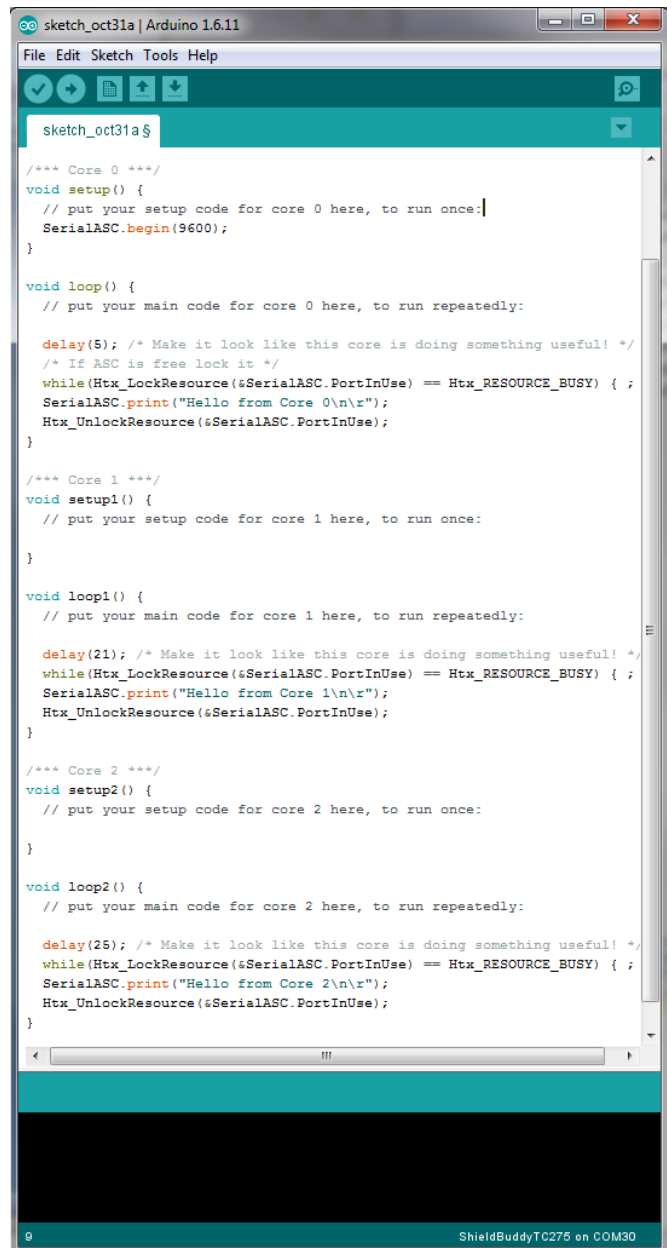 sketch_oct31a | Arduino 1.6.11
File Edit Sketch Tools Help
sketch_oct31a §
/*** Core 0 ***/
void setup() {
  // put your setup code for core 0 here, to run once:
  SerialASC.begin(9600);
}
void loop() {
  // put your main code for core 0 here, to run repeatedly:
  delay(5); /* Make it look like this core is doing something useful! */
  /* If ASC is free lock it */
  while(Htx_LockResource(&SerialASC.PortInUse) == Htx_RESOURCE_BUSY) { ;
  SerialASC.print("Hello from Core 0\n\r");
  Htx_UnlockResource(&SerialASC.PortInUse);
}
/*** Core 1 ***/
void setup1() {
  // put your setup code for core 1 here, to run once:
}
void loop1() {
  // put your main code for core 1 here, to run repeatedly:
  delay(21); /* Make it look like this core is doing something useful! */
  while(Htx_LockResource(&SerialASC.PortInUse) == Htx_RESOURCE_BUSY) { ;
  SerialASC.print("Hello from Core 1\n\r");
  Htx_UnlockResource(&SerialASC.PortInUse);
}
/*** Core 2 ***/
void setup2() {
  // put your setup code for core 2 here, to run once:
}
void loop2() {
  // put your main code for core 2 here, to run repeatedly:
  delay(25); /* Make it look like this core is doing something useful! */
  while(Htx_LockResource(&SerialASC.PortInUse) == Htx_RESOURCE_BUSY) { ;
  SerialASC.print("Hello from Core 2\n\r");
  Htx_UnlockResource(&SerialASC.PortInUse);
}
9 ShieldBuddyTC275 on COM30